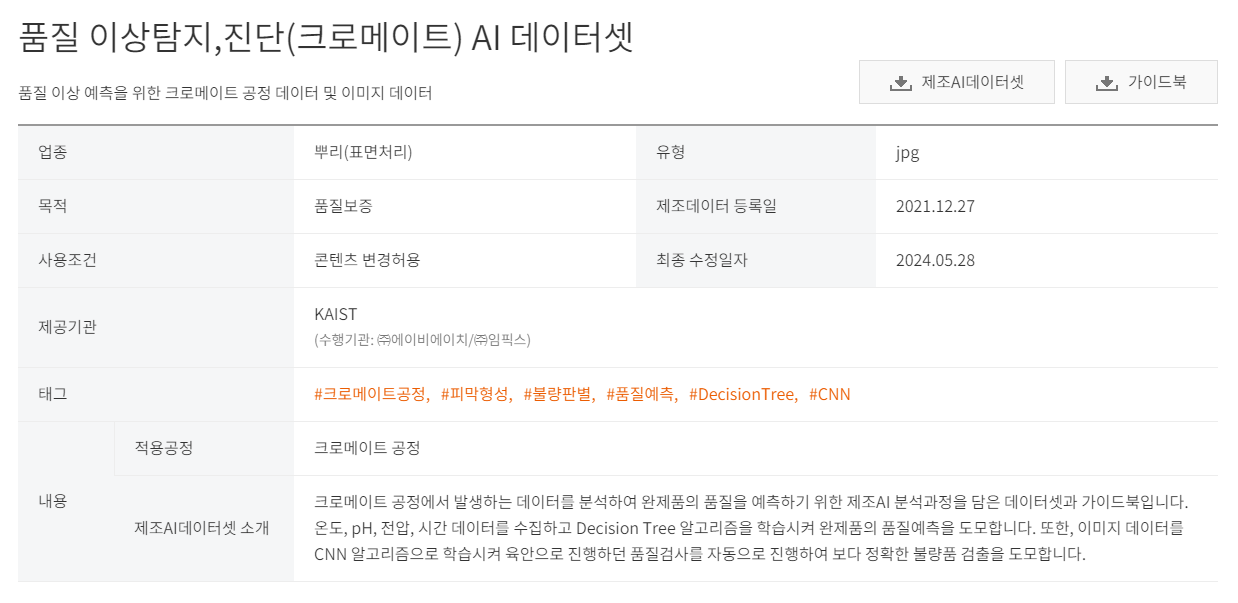 품질 이상탐지,진단(크로메이트) AI 데이터셋
품질 이상 예측을 위한 크로메이트 공정 데이터 및 이미지 데이터
제조AI데이터셋
가이드북
업종
뿌리(표면처리)
유형
jpg
목적
품질보증
제조데이터 등록일
2021.12.27
사용조건
콘텐츠 변경허용
최종 수정일자
2024.05.28
제공기관
KAIST
(수행기관: ㈜에이비에이치/㈜임픽스)
태그
#크로메이트공정, #피막형성, #불량판별, #품질예측, #DecisionTree, #CNN
내용
적용공정
크로메이트 공정
제조AI데이터셋 소개
크로메이트 공정에서 발생하는 데이터를 분석하여 완제품의 품질을 예측하기 위한 제조AI 분석과정을 담은 데이터셋과 가이드북입니다.
온도, pH, 전압, 시간 데이터를 수집하고 Decision Tree 알고리즘을 학습시켜 완제품의 품질예측을 도모합니다. 또한, 이미지 데이터를
CNN 알고리즘으로 학습시켜 육안으로 진행하던 품질검사를 자동으로 진행하여 보다 정확한 불량품 검출을 도모합니다.